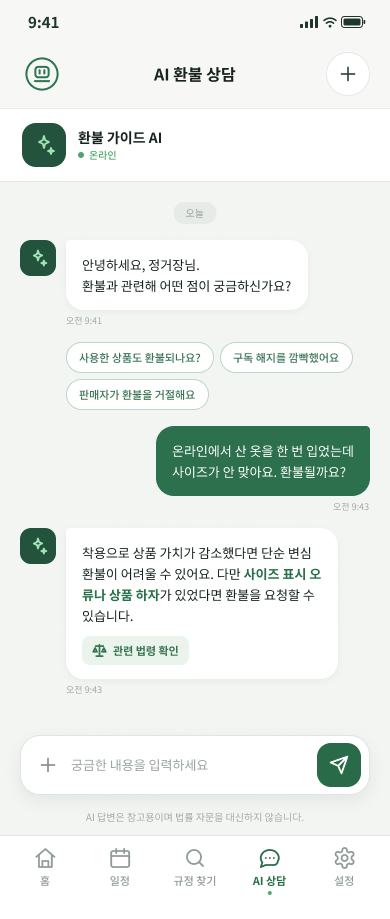 9:41
AI 환불 상담
환불 가이드 AI
온라인
오늘
안녕하세요, 정거장님.
환불과 관련해 어떤 점이 궁금하신가요?
오전 9:41
사용한 상품도 환불되나요?
구독 해지를 깜빡했어요
판매자가 환불을 거절해요
온라인에서 산 옷을 한 번 입었는데
사이즈가 안 맞아요. 환불될까요?
오전 9:43
착용으로 상품 가치가 감소했다면 단순 변심
환불이 어려울 수 있어요. 다만 사이즈 표시 오
류나 상품 하자가 있었다면 환불을 요청할 수
있습니다.
관련 법령 확인
오전 9:43
궁금한 내용을 입력하세요
AI 답변은 참고용이며 법률 자문을 대신하지 않습니다.
홈
일정
규정 찾기
AI 상담
설정